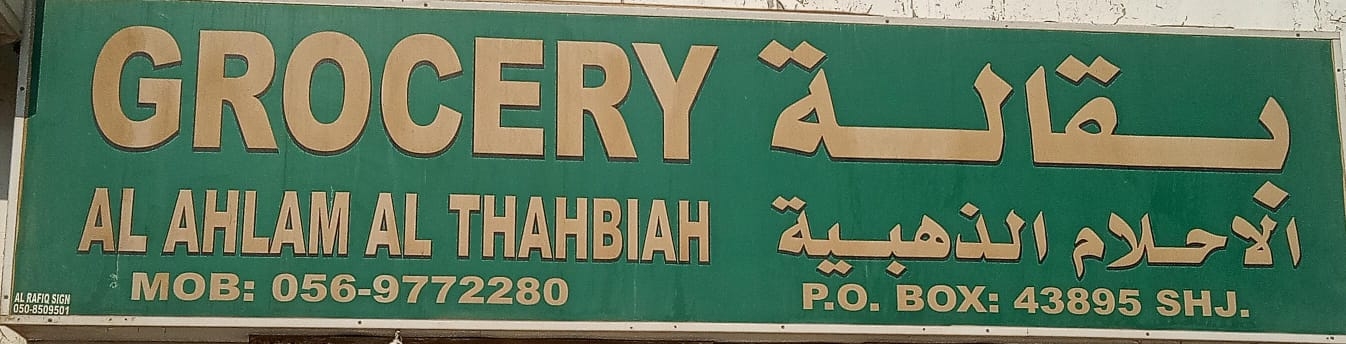 GROCERY بقالة
AL AHLAM AL THAHBIAH الاحلام الذهبية
MOB: 056-9772280 P.O. BOX: 43895 SHJ.
AL RAFIQ SIGN
050-8509501